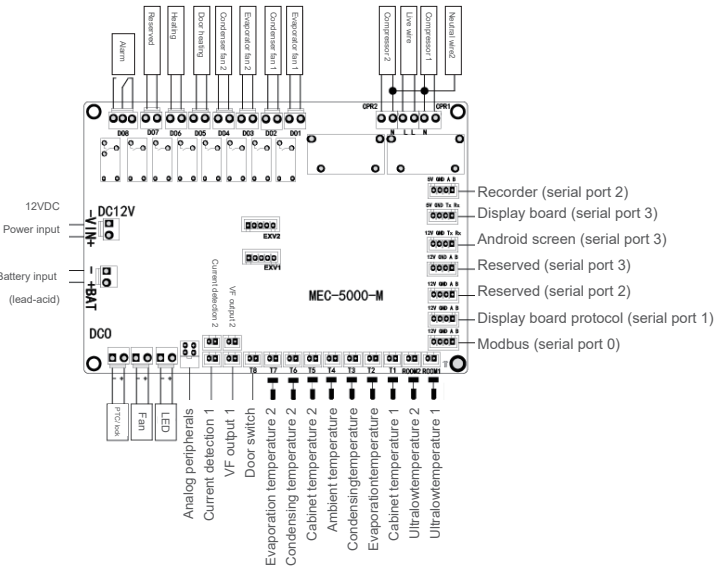 Alarm
Reserved
Heating
Door heating
Condenser fan 2
Evaporator fan 2
Condenser fan 1
Evaporator fan 1
Compressor 2
Live wire
Compressor 1
Neutral wire2
CPR2
CPR1
DO8
DO7
DO6
DO5
DO4
DO3
DO2
DO1
N
L
L
N
5V GND A B
Recorder (serial port 2)
5V GND Tx Rx
Display board (serial port 3)
12V GND Tx Rx
Android screen (serial port 3)
12V GND A B
Reserved (serial port 3)
12V GND A B
Reserved (serial port 2)
12V GND A B
Display board protocol (serial port 1)
12V GND A B
Modbus (serial port 0)
12VDC
Power input
DC12V
-VIN+
Battery input
(lead-acid)
- +BAT
EXV2
EXV1
MEC-5000-M
Current detection 2
VF output 2
DCO
T8
T7
T6
T5
T4
T3
T2
T1
ROOM2
ROOM1
T
- +
- +
- +
PTC/ lock
Fan
LED
Analog peripherals
Current detection 1
VF output 1
Door switch
Evaporation temperature 2
Condensing temperature 2
Cabinet temperature 2
Ambient temperature
Condensingtemperature
Evaporationtemperature
Cabinet temperature 1
Ultralowtemperature 2
Ultralowtemperature 1